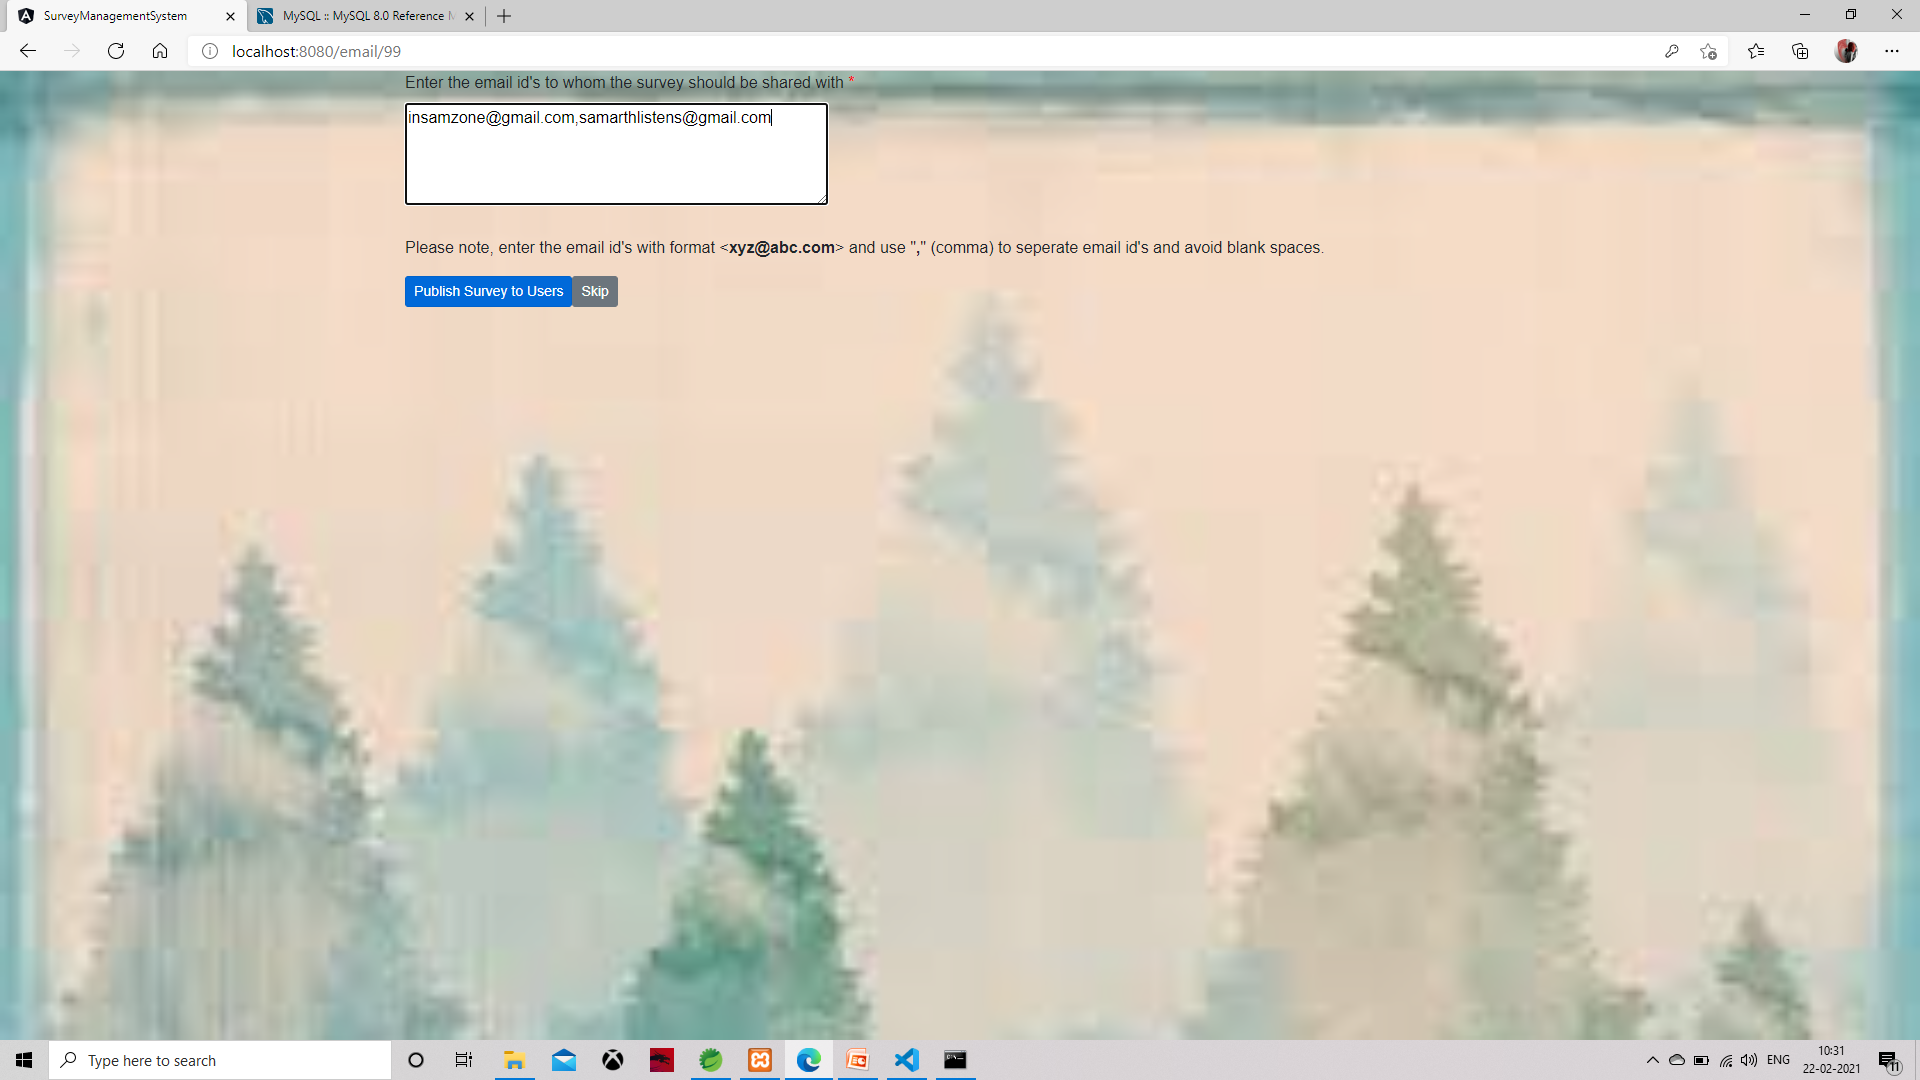 SurveyManagementSystem
MySQL :: MySQL 8.0 Reference M
localhost:8080/email/99
Enter the email id's to whom the survey should be shared with *
insamzone@gmail.com,samarthlistens@gmail.com
Please note, enter the email id's with format <xyz@abc.com> and use "," (comma) to seperate email id's and avoid blank spaces.
Publish Survey to Users Skip
Type here to search
ENG
10:31
22-02-2021
11